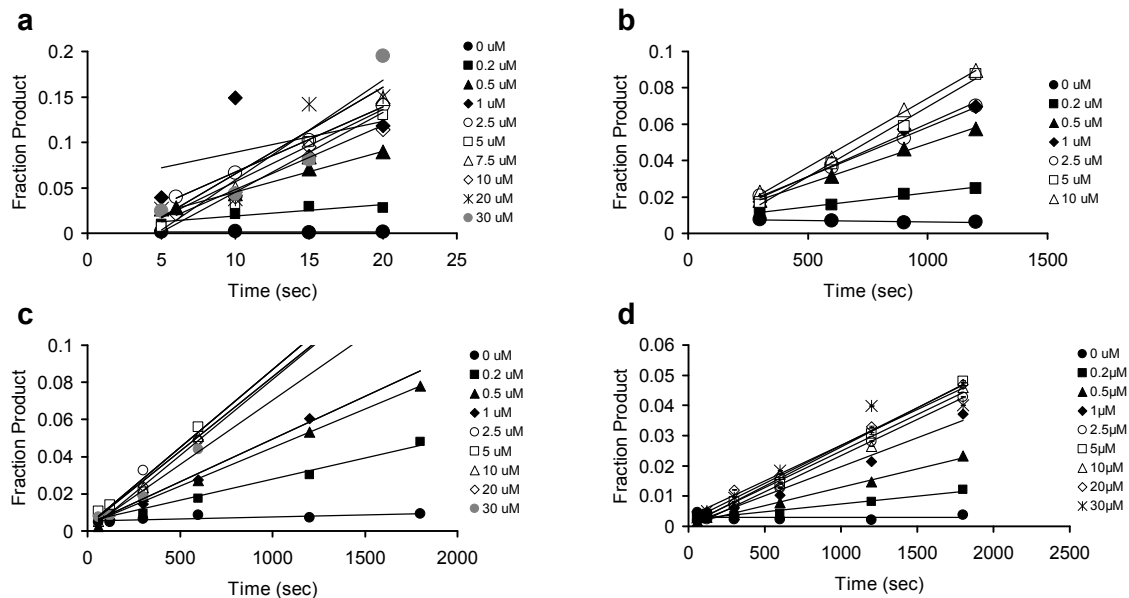 a
Fraction Product
0.2
0.15
0.1
0.05
0
0 5 10 15 20 25
Time (sec)
0 uM
0.2 uM
0.5 uM
1 uM
2.5 uM
5 uM
7.5 uM
10 uM
20 uM
30 uM
b
Fraction Product
0.1
0.08
0.06
0.04
0.02
0
0 500 1000 1500
Time (sec)
0 uM
0.2 uM
0.5 uM
1 uM
2.5 uM
5 uM
10 uM
c
Fraction Product
0.1
0.08
0.06
0.04
0.02
0
0 500 1000 1500 2000
Time (sec)
0 uM
0.2 uM
0.5 uM
1 uM
2.5 uM
5 uM
10 uM
20 uM
30 uM
d
Fraction Product
0.06
0.05
0.04
0.03
0.02
0.01
0
0 500 1000 1500 2000 2500
Time (sec)
0 uM
0.2µM
0.5µM
1µM
2.5µM
5µM
10µM
20µM
30µM